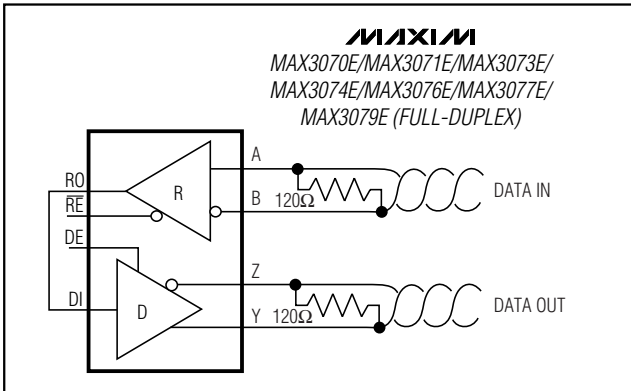 MAXIM
MAX3070E/MAX3071E/MAX3073E/
MAX3074E/MAX3076E/MAX3077E/
MAX3079E (FULL-DUPLEX)
A
RO
R
DATA IN
B
120Ω
R̅E̅
DE
Z
DI
D
DATA OUT
Y
120Ω